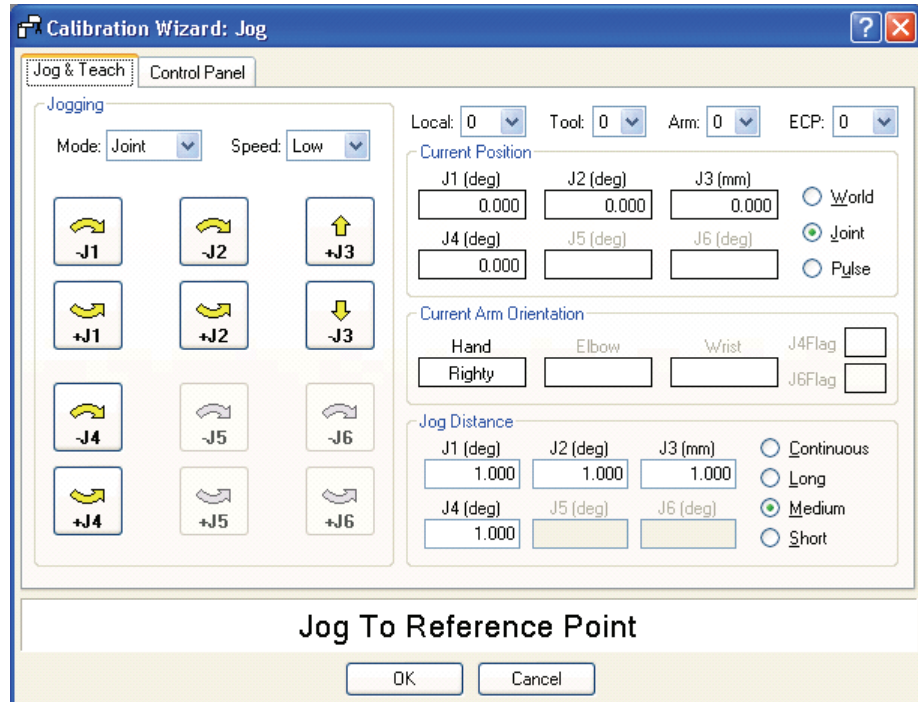 Calibration Wizard: Jog
Jog & Teach
Control Panel
Jogging
Mode: Joint
Speed: Low
-J1
-J2
+J3
+J1
+J2
-J3
-J4
-J5
-J6
+J4
+J5
+J6
Local: 0
Tool: 0
Arm: 0
ECP: 0
Current Position
J1 (deg)
J2 (deg)
J3 (mm)
0.000
0.000
0.000
J4 (deg)
J5 (deg)
J6 (deg)
0.000
World
Joint
Pulse
Current Arm Orientation
Hand
Elbow
Wrist
Righty
J4Flag
J6Flag
Jog Distance
J1 (deg)
J2 (deg)
J3 (mm)
1.000
1.000
1.000
J4 (deg)
J5 (deg)
J6 (deg)
1.000
Continuous
Long
Medium
Short
Jog To Reference Point
OK
Cancel